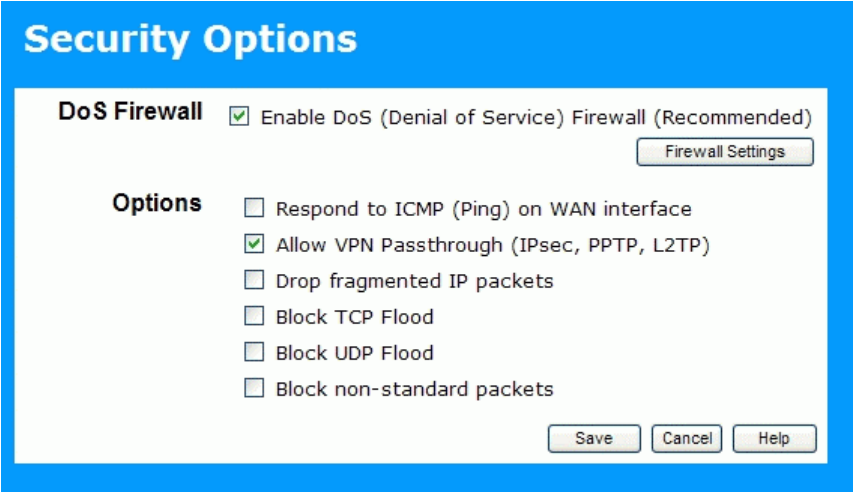 Security Options
DoS Firewall Enable DoS (Denial of Service) Firewall (Recommended)
Firewall Settings
Options Respond to ICMP (Ping) on WAN interface
Allow VPN Passthrough (IPsec, PPTP, L2TP)
Drop fragmented IP packets
Block TCP Flood
Block UDP Flood
Block non-standard packets
Save Cancel Help